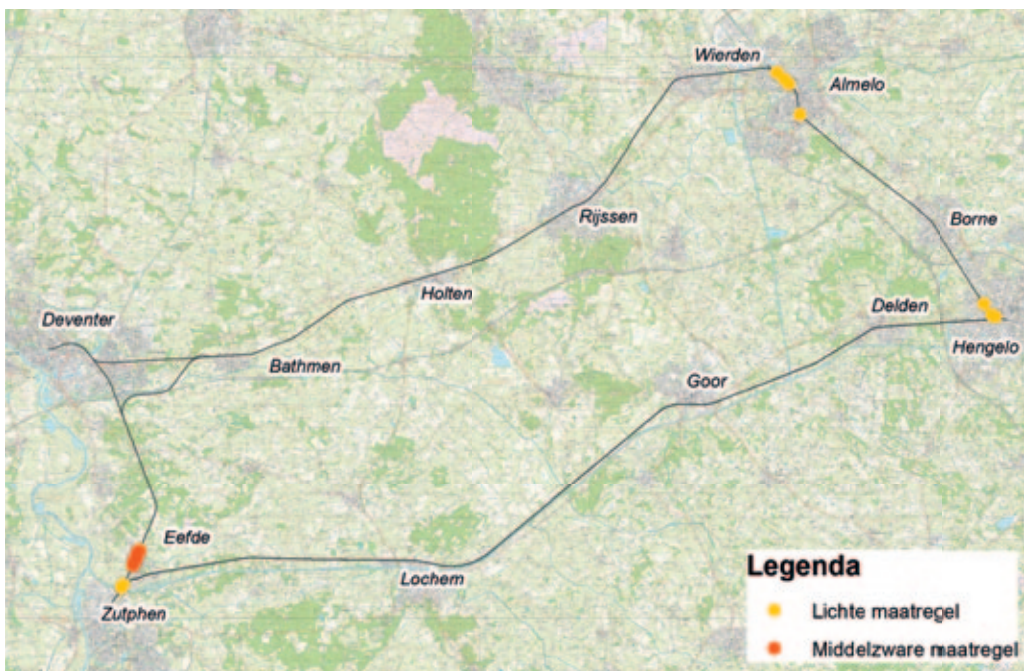 Wierden
Almelo
Rijssen
Borne
Holten
Delden
Deventer
Hengelo
Bathmen
Goor
Eefde
Lochem
Zutphen
Legenda
Lichte maatregel
Middelzware maatregel